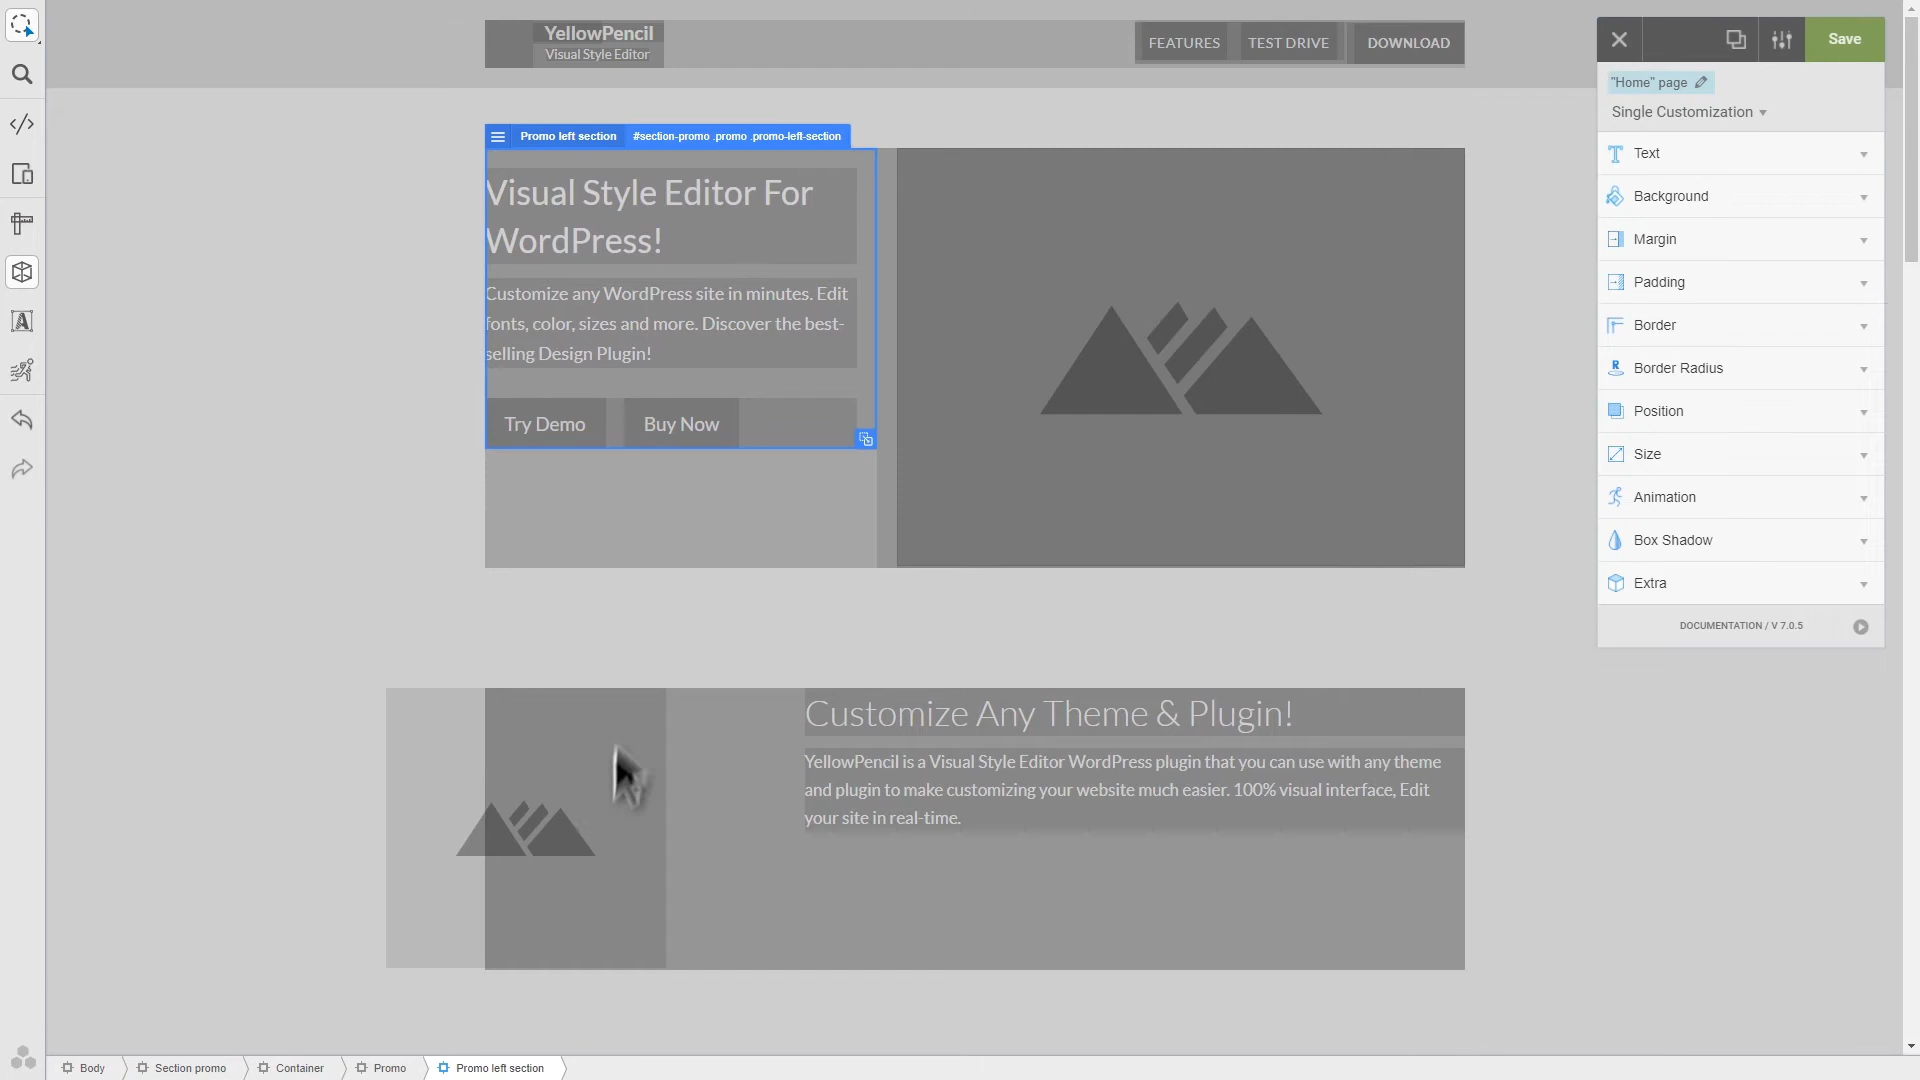 YellowPencil
Visual Style Editor
FEATURES
TEST DRIVE
DOWNLOAD
Save
"Home" page
Single Customization
Promo left section
#section-promo .promo .promo-left-section
Visual Style Editor For
WordPress!
Customize any WordPress site in minutes. Edit
fonts, color, sizes and more. Discover the best-
selling Design Plugin!
Try Demo
Buy Now
Text
Background
Margin
Padding
Border
Border Radius
Position
Size
Animation
Box Shadow
Extra
DOCUMENTATION / V 7.0.5
Customize Any Theme & Plugin!
YellowPencil is a Visual Style Editor WordPress plugin that you can use with any theme
and plugin to make customizing your website much easier. 100% visual interface, Edit
your site in real-time.
Body
Section promo
Container
Promo
Promo left section